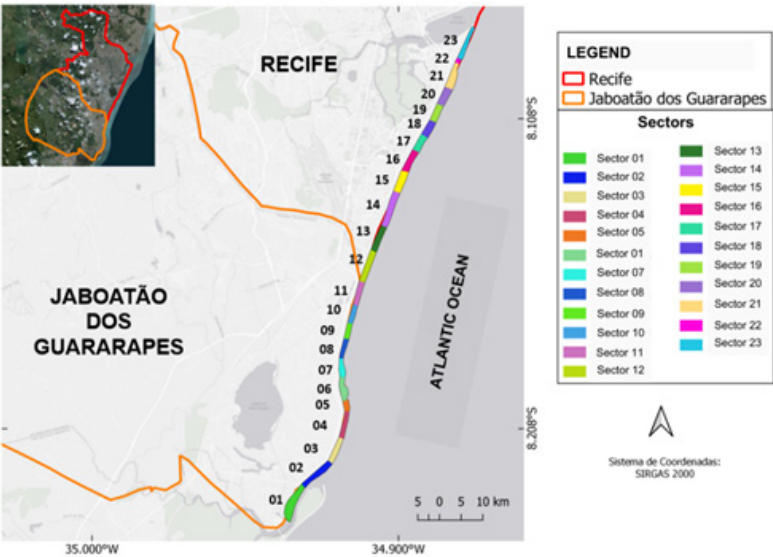 RECIFE
JABOATÃO
DOS
GUARARAPES
ATLANTIC OCEAN
23
22
21
20
19
18
17
16
15
14
13
12
11
10
09
08
07
06
05
04
03
02
01
8.108°S
8.208°S
5 0 5 10 km
35.000°W
34.900°W
LEGEND
Recife
Jaboatão dos Guararapes
Sectors
Sector 01
Sector 02
Sector 03
Sector 04
Sector 05
Sector 01
Sector 07
Sector 08
Sector 09
Sector 10
Sector 11
Sector 12
Sector 13
Sector 14
Sector 15
Sector 16
Sector 17
Sector 18
Sector 19
Sector 20
Sector 21
Sector 22
Sector 23
Sistema de Coordenadas:
SIRGAS 2000